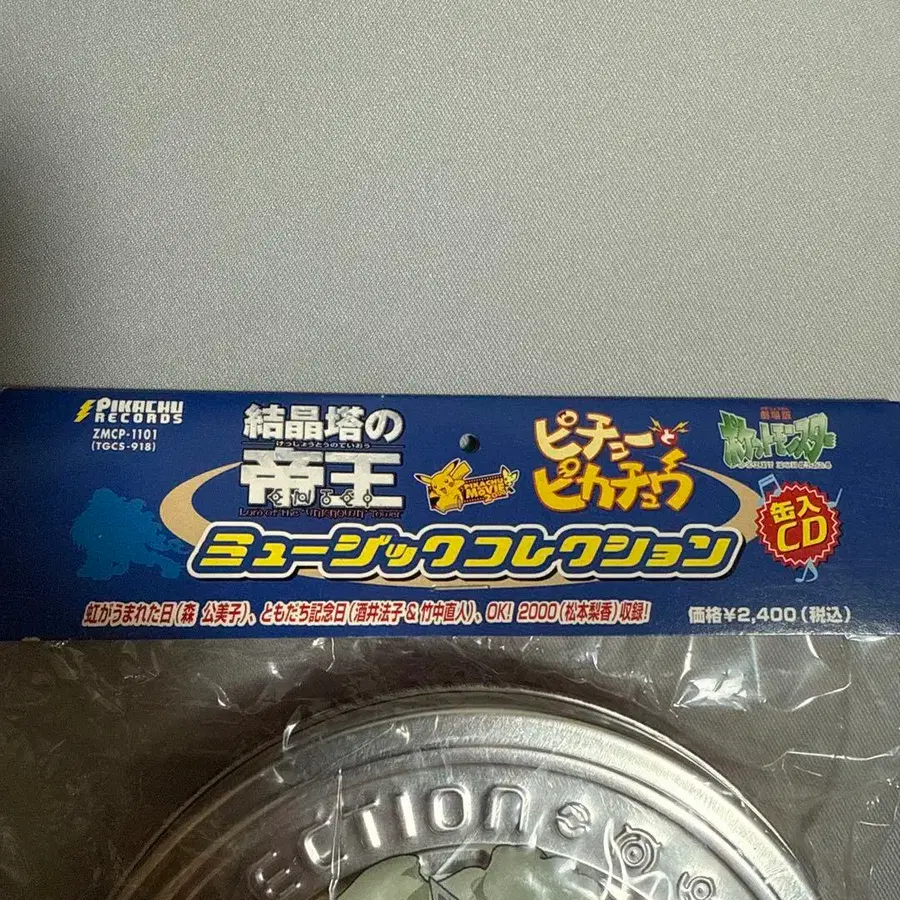 PIKACHU RECORDS
ZMCP-1101
(TGCS-918)
結晶塔の
けっしょうとうのていおう
帝王
Lord of the "UNKNOWN" tower
PIKACHU MOVIE
ピチューと
ピカチュウ
劇場版
ポケットモンスター
缶入
CD
ミュージックコレクション
虹がうまれた日(森 公美子)、ともだち記念日(酒井法子&竹中直人)、OK! 2000(松本梨香)収録!
価格¥2,400(税込)
ECTION